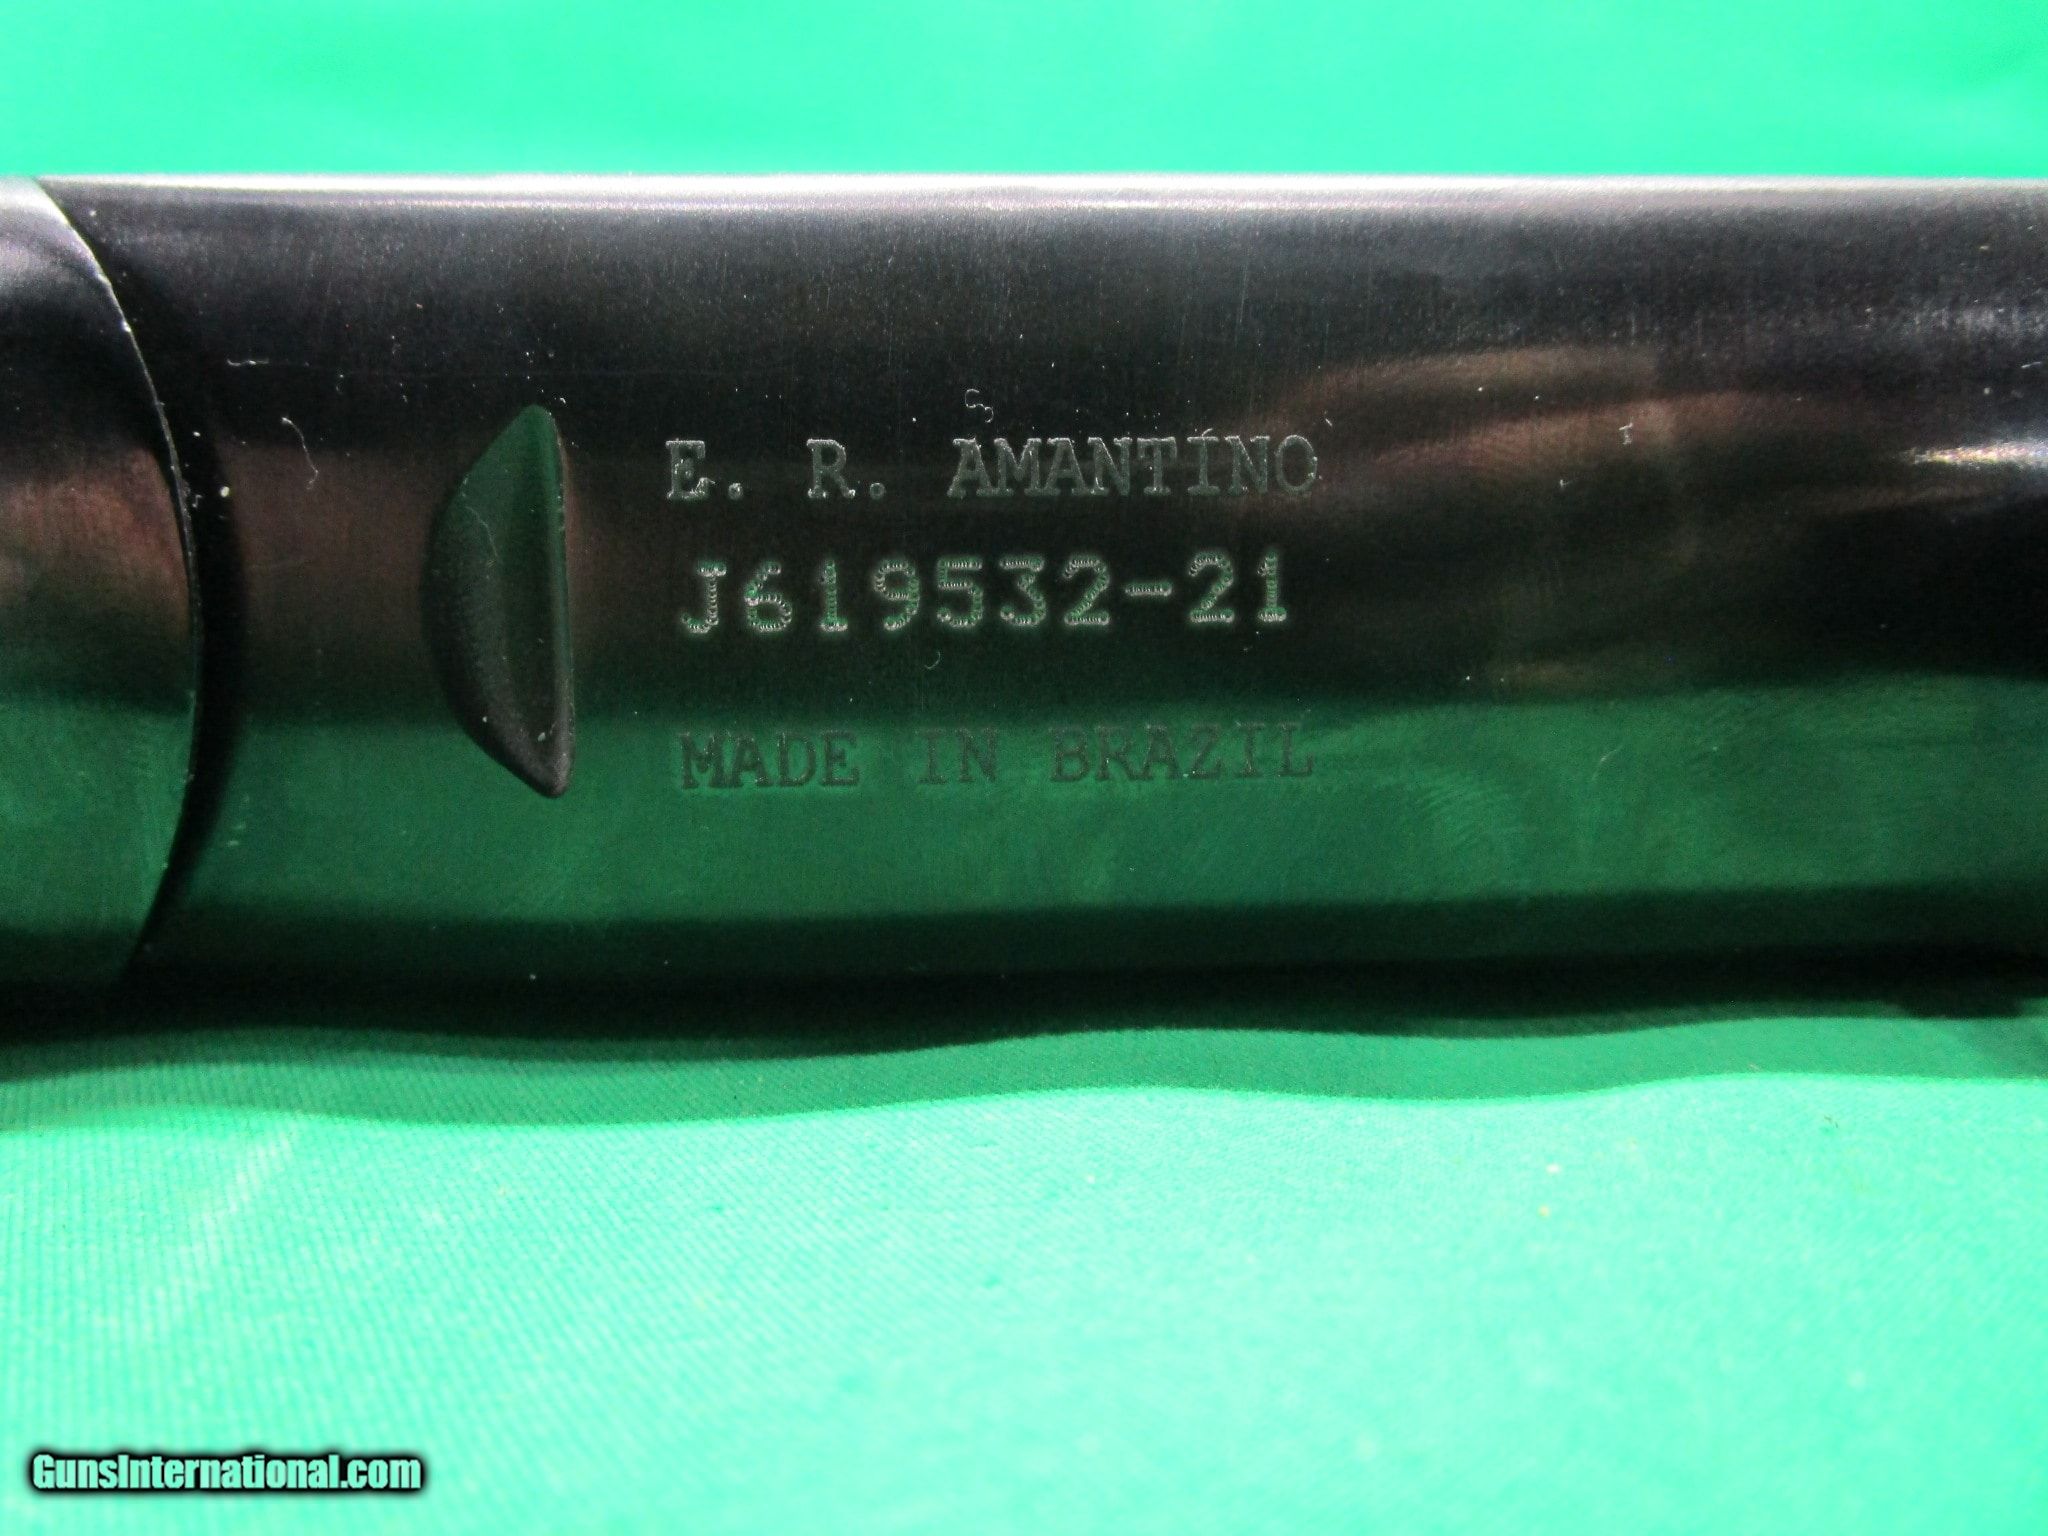 E. R. AMANTINO
J619532-21
MADE IN BRAZIL
GunsInternational.com